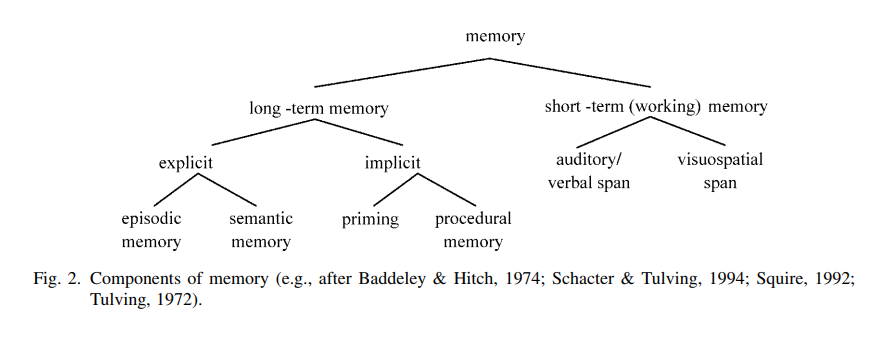 memory
long -term memory
short -term (working) memory
explicit
implicit
auditory/
verbal span
visuospatial
span
episodic
memory
semantic
memory
priming
procedural
memory
Fig. 2. Components of memory (e.g., after Baddeley & Hitch, 1974; Schacter & Tulving, 1994; Squire, 1992;
Tulving, 1972).